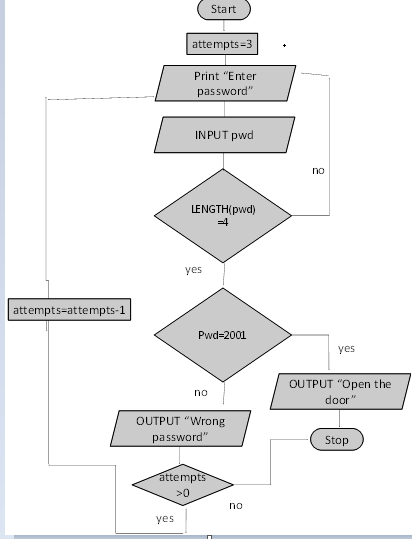 Start
attempts=3
Print “Enter
password”
INPUT pwd
no
LENGTH(pwd)
=4
yes
attempts=attempts-1
Pwd=2001
yes
no
OUTPUT “Open the
door”
OUTPUT “Wrong
password”
Stop
attempts
>0
no
yes